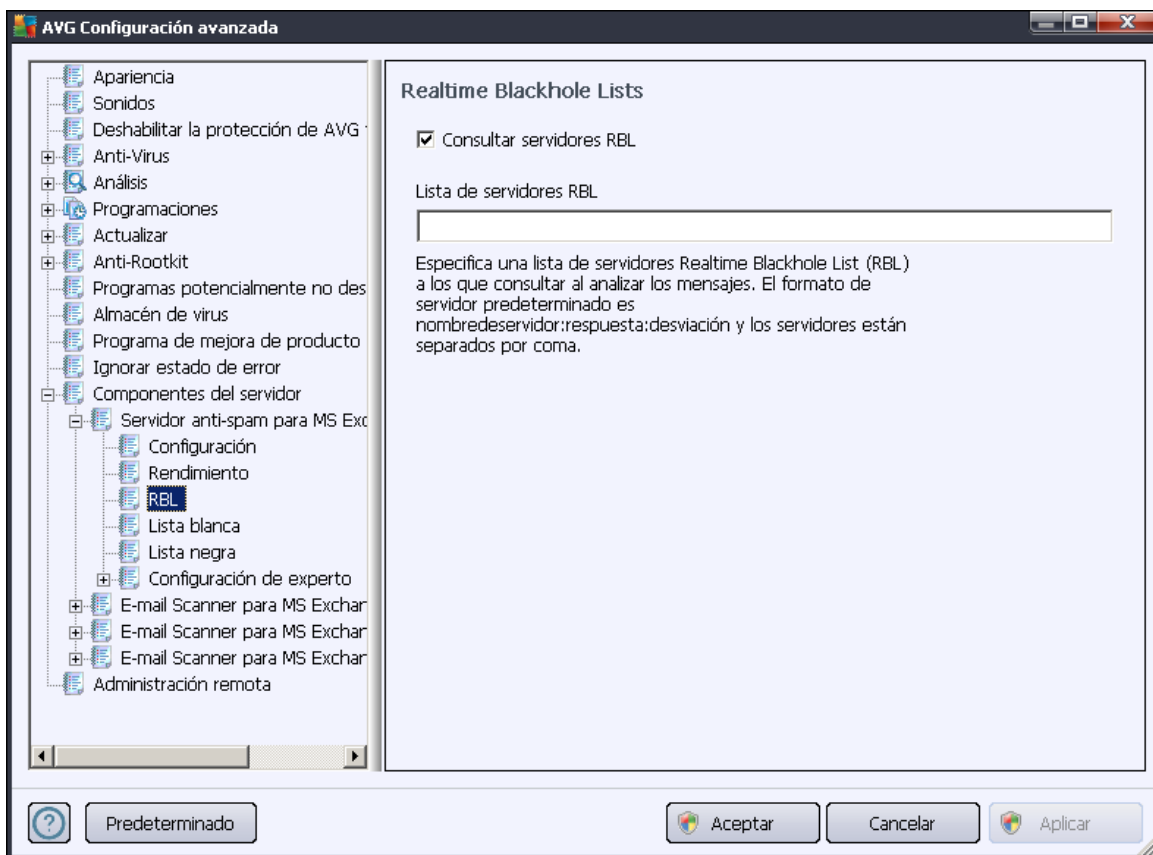 AVG Configuración avanzada
Apariencia
Sonidos
Deshabilitar la protección de AVG
Anti-Virus
Análisis
Programaciones
Actualizar
Anti-Rootkit
Programas potencialmente no des
Almacén de virus
Programa de mejora de producto
Ignorar estado de error
Componentes del servidor
Servidor anti-spam para MS Exc
Configuración
Rendimiento
RBL
Lista blanca
Lista negra
Configuración de experto
E-mail Scanner para MS Exchan
E-mail Scanner para MS Exchan
E-mail Scanner para MS Exchan
Administración remota
Realtime Blackhole Lists
Consultar servidores RBL
Lista de servidores RBL
Especifica una lista de servidores Realtime Blackhole List (RBL)
a los que consultar al analizar los mensajes. El formato de
servidor predeterminado es
nombredeservidor:respuesta:desviación y los servidores están
separados por coma.
Predeterminado
Aceptar
Cancelar
Aplicar